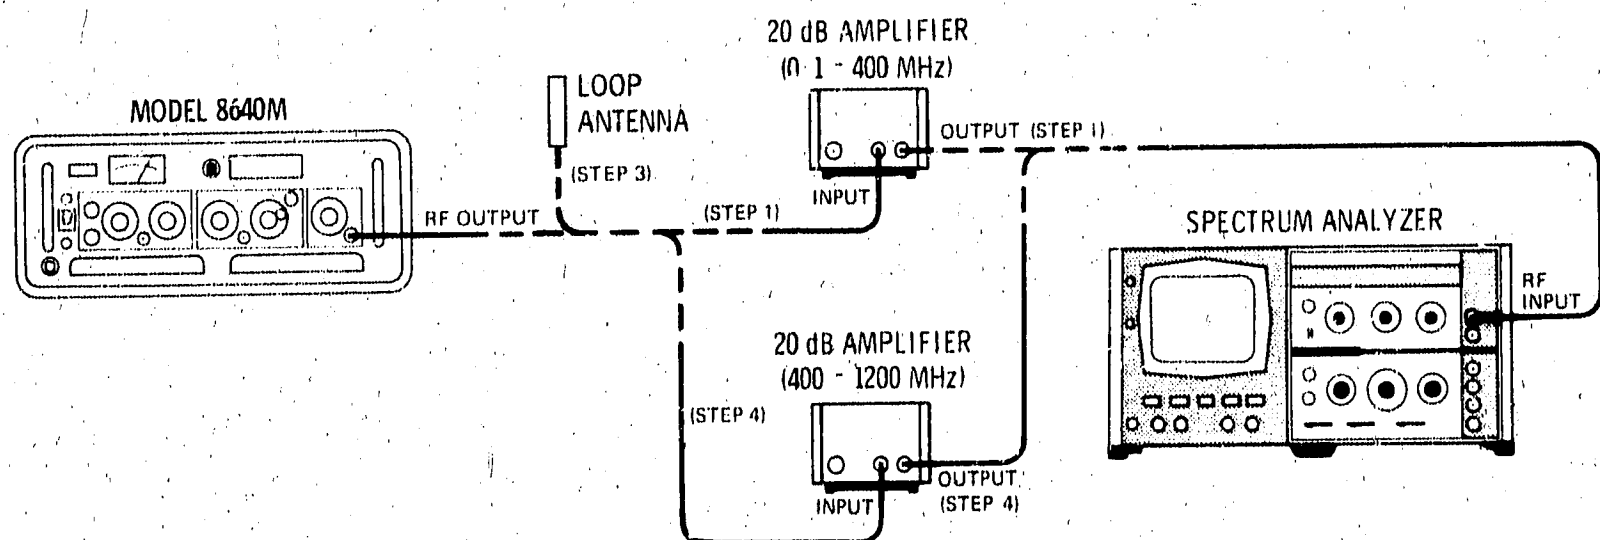 20 dB AMPLIFIER
(0.1 - 400 MHz)
LOOP
ANTENNA
MODEL 8640M
OUTPUT (STEP 1)
(STEP 3)
INPUT
RF OUTPUT
(STEP 1)
SPECTRUM ANALYZER
RF
INPUT
20 dB AMPLIFIER
(400 - 1200 MHz)
(STEP 4)
OUTPUT
(STEP 4)
INPUT